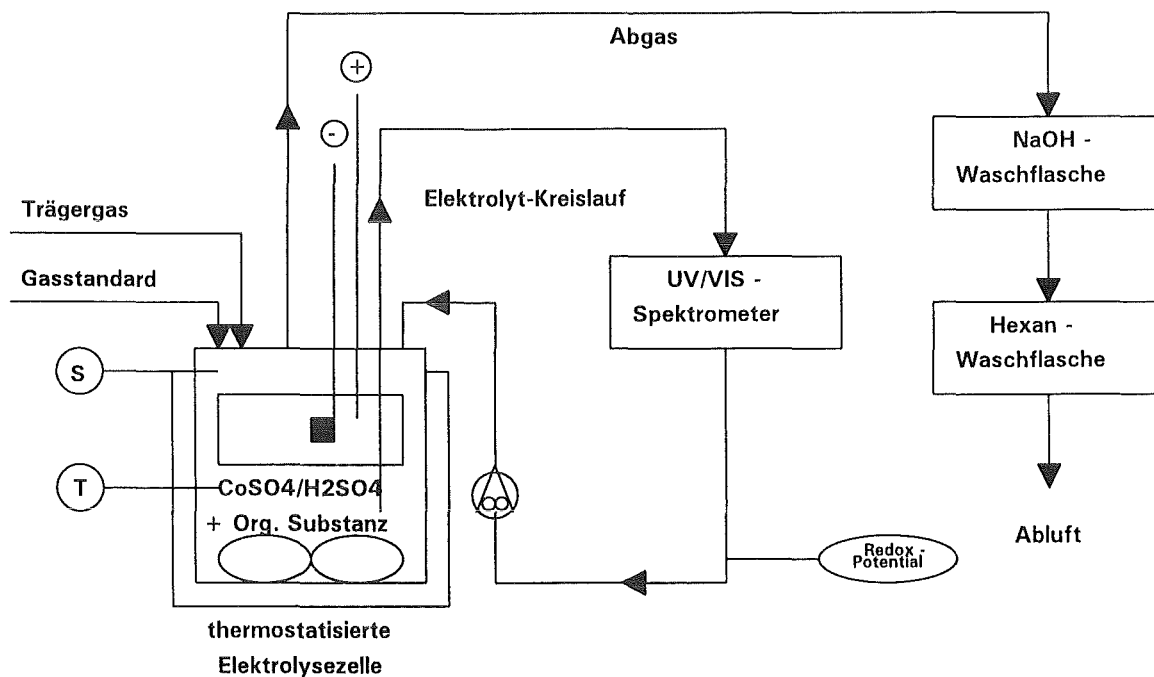 Abgas
+
-
NaOH -
Waschflasche
Elektrolyt-Kreislauf
Trägergas
Gasstandard
UV/VIS -
Spektrometer
Hexan -
Waschflasche
S
T
CoSO4/H2SO4
+ Org. Substanz
Redox -
Potential
Abluft
thermostatisierte
Elektrolysezelle